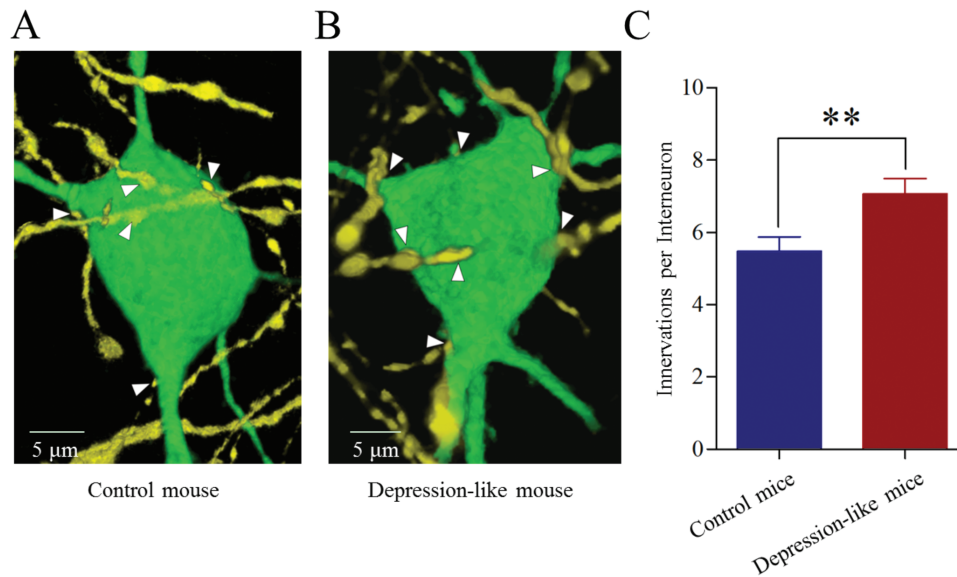 A
B
C
5 μm
5 μm
Control mouse
Depression-like mouse
Innervations per Interneuron
10
8
6
4
2
0
**
Control mice
Depression-like mice